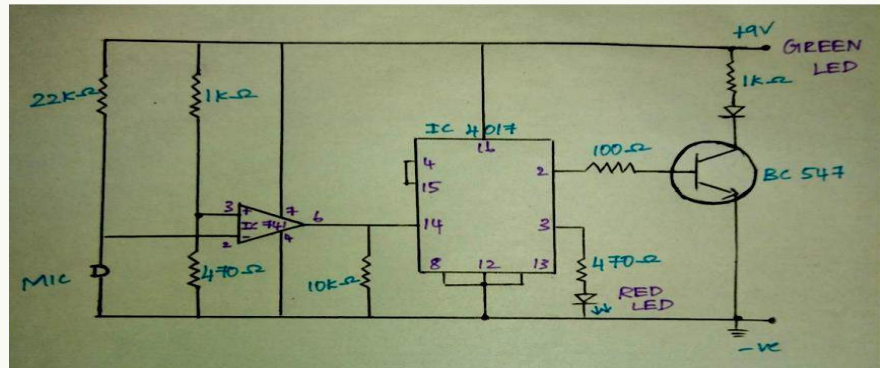 +9V
GREEN
LED
22KΩ
1KΩ
1KΩ
IC 4017
16
4
15
2
100Ω
BC 547
3
7
IC 741
6
+
-
2
4
14
3
MIC
470Ω
10KΩ
8
12
13
470Ω
RED
LED
-ve